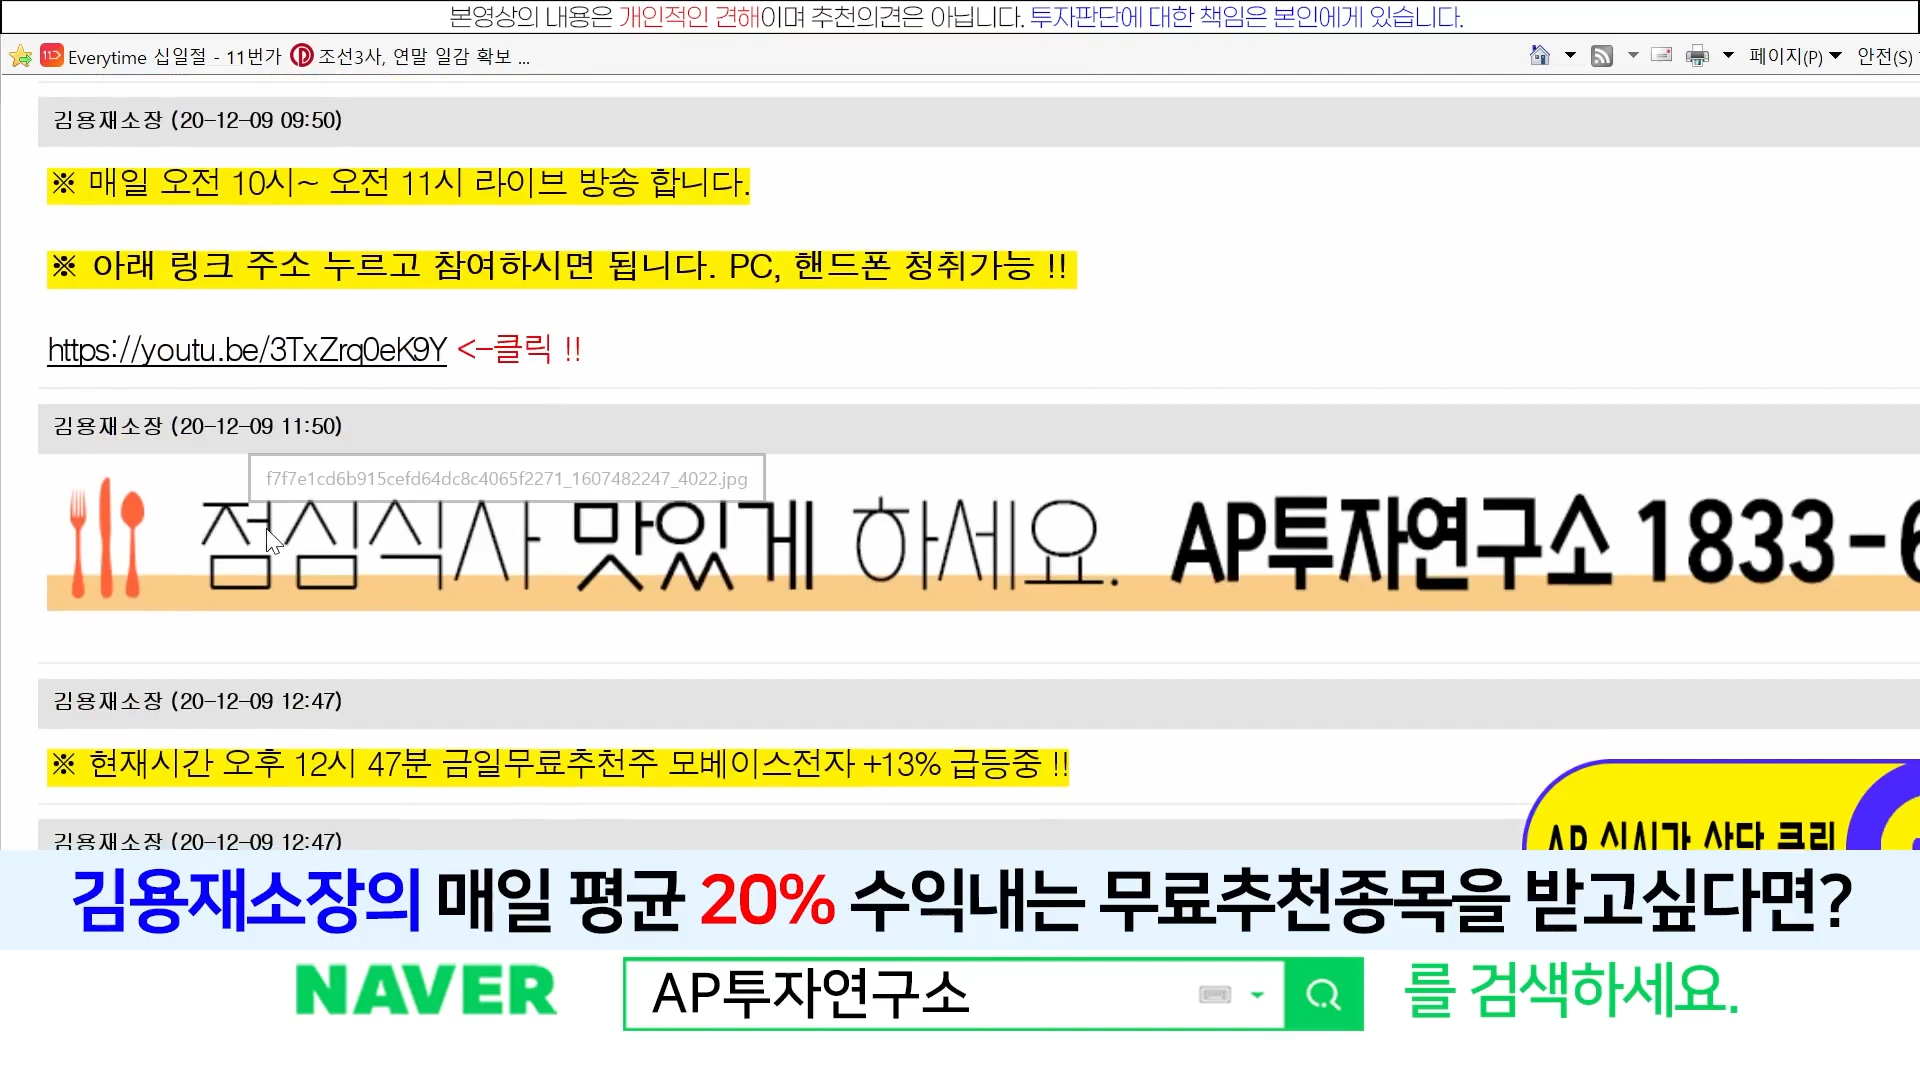 본영상의 내용은 개인적인 견해이며 추천의견은 아닙니다. 투자판단에 대한 책임은 본인에게 있습니다.
Everytime 십일절 - 11번가 조선3사, 연말 일감 확보 ... 페이지(P) 안전(S)
김용재소장 (20-12-09 09:50)
※ 매일 오전 10시~ 오전 11시 라이브 방송 합니다.
※ 아래 링크 주소 누르고 참여하시면 됩니다. PC, 핸드폰 청취가능 !!
https://youtu.be/3TxZrq0eK9Y <-클릭 !!
김용재소장 (20-12-09 11:50)
f7f7e1cd6b915cefd64dc8c4065f2271_1607482247_4022.jpg
점심식사 맛있게 하세요. AP투자연구소 1833-6
김용재소장 (20-12-09 12:47)
※ 현재시간 오후 12시 47분 금일무료추천주 모베이스전자 +13% 급등중 !!
김용재소장 (20-12-09 12:47)
AP 실시간 상담 클릭
김용재소장의 매일 평균 20% 수익내는 무료추천종목을 받고싶다면?
NAVER AP투자연구소 를 검색하세요.